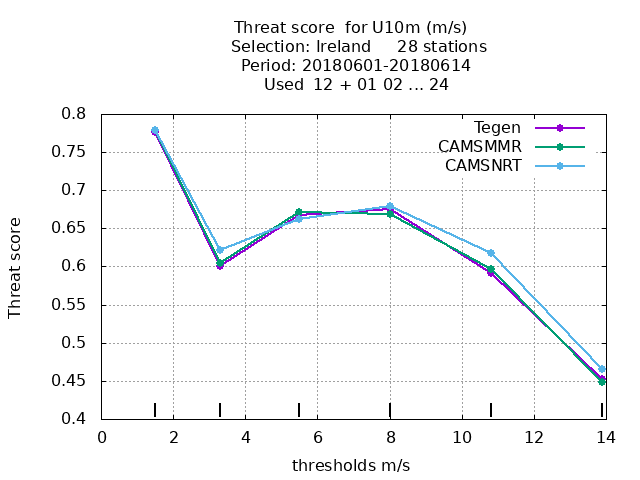 Threat score  for U10m (m/s)
Selection: Ireland     28 stations
Period: 20180601-20180614
Used  12 + 01 02 ... 24
Tegen
CAMSMMR
CAMSNRT
0.8
0.75
0.7
0.65
0.6
0.55
0.5
0.45
0.4
Threat score
0 2 4 6 8 10 12 14
thresholds m/s